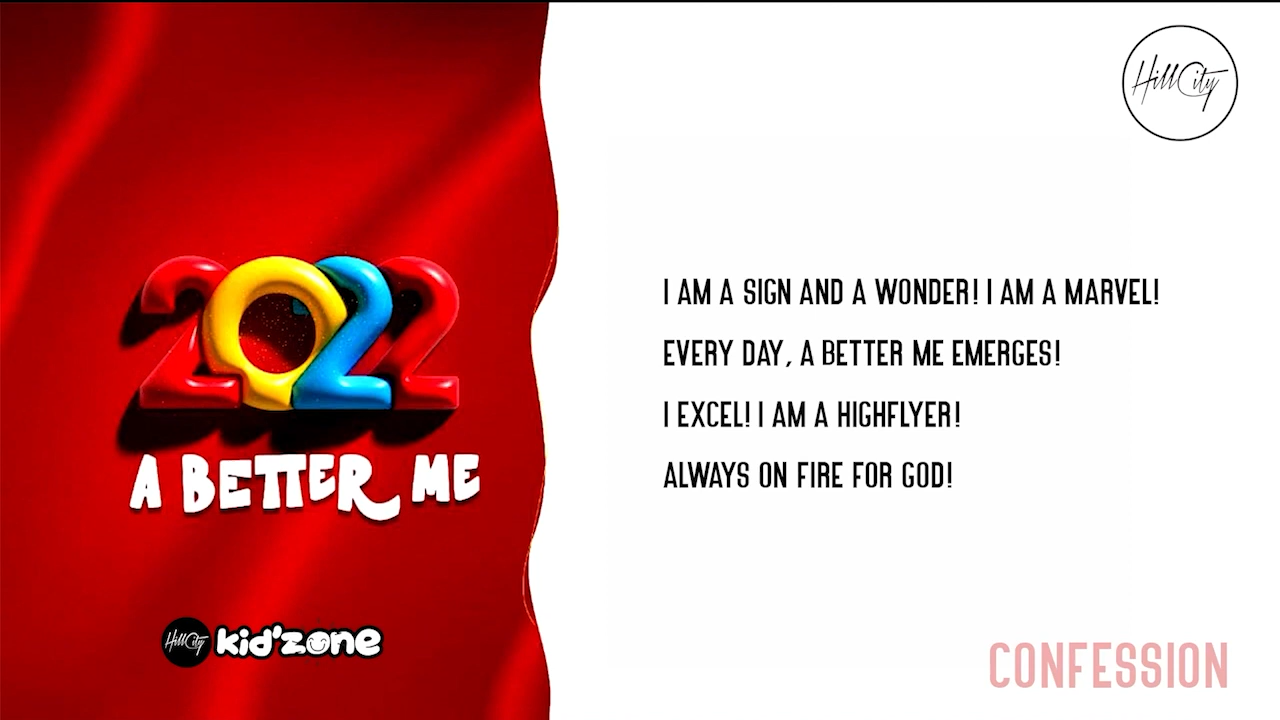 HillCity
2022
A BETTER ME
HillCity kid'zone
I AM A SIGN AND A WONDER! I AM A MARVEL!
EVERY DAY, A BETTER ME EMERGES!
I EXCEL! I AM A HIGHFLYER!
ALWAYS ON FIRE FOR GOD!
CONFESSION